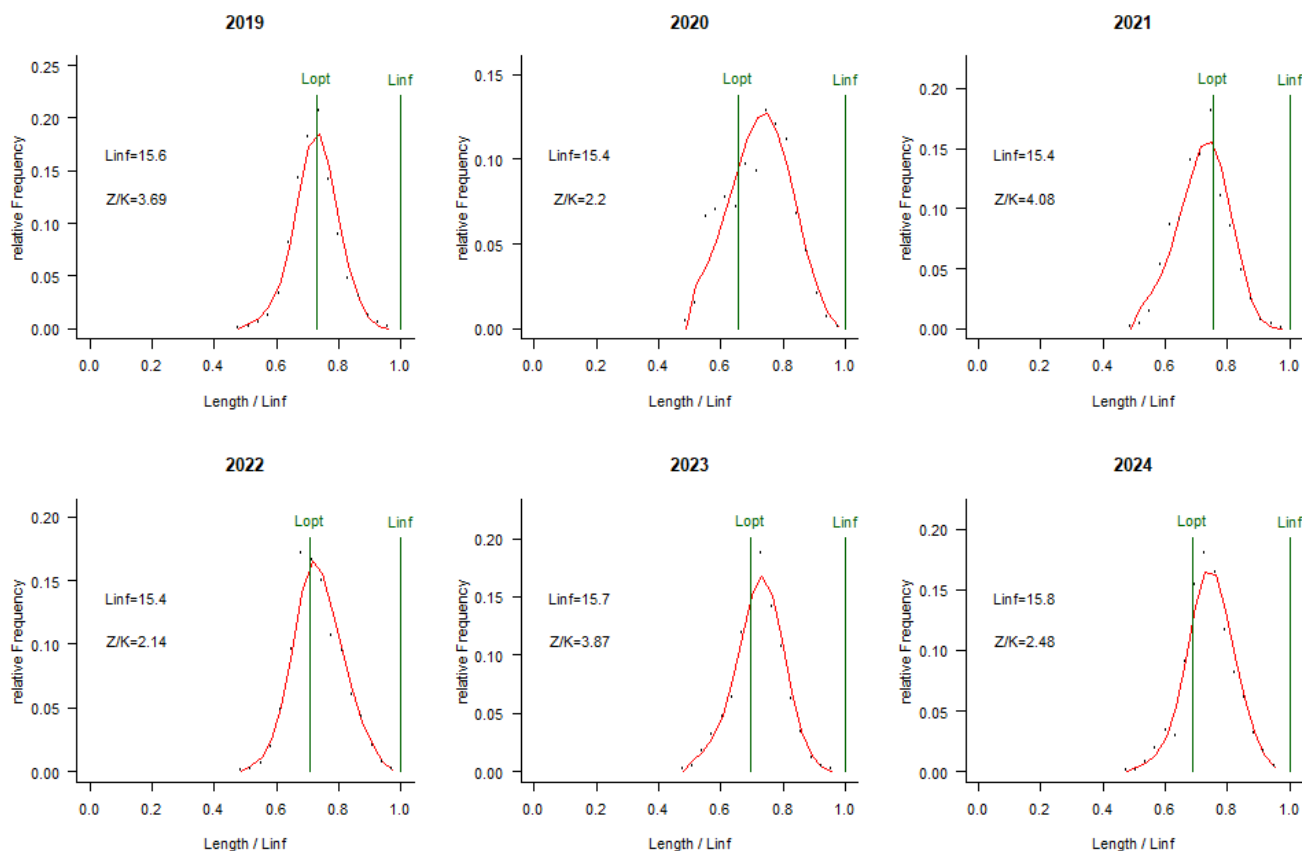 2019
Lopt Linf
Linf=15.6
Z/K=3.69
relative Frequency
0.25
0.20
0.15
0.10
0.05
0.00
0.0 0.2 0.4 0.6 0.8 1.0
Length / Linf
2020
Lopt Linf
Linf=15.4
Z/K=2.2
relative Frequency
0.15
0.10
0.05
0.00
0.0 0.2 0.4 0.6 0.8 1.0
Length / Linf
2021
Lopt Linf
Linf=15.4
Z/K=4.08
relative Frequency
0.20
0.15
0.10
0.05
0.00
0.0 0.2 0.4 0.6 0.8 1.0
Length / Linf
2022
Lopt Linf
Linf=15.4
Z/K=2.14
relative Frequency
0.20
0.15
0.10
0.05
0.00
0.0 0.2 0.4 0.6 0.8 1.0
Length / Linf
2023
Lopt Linf
Linf=15.7
Z/K=3.87
relative Frequency
0.20
0.15
0.10
0.05
0.00
0.0 0.2 0.4 0.6 0.8 1.0
Length / Linf
2024
Lopt Linf
Linf=15.8
Z/K=2.48
relative Frequency
0.20
0.15
0.10
0.05
0.00
0.0 0.2 0.4 0.6 0.8 1.0
Length / Linf